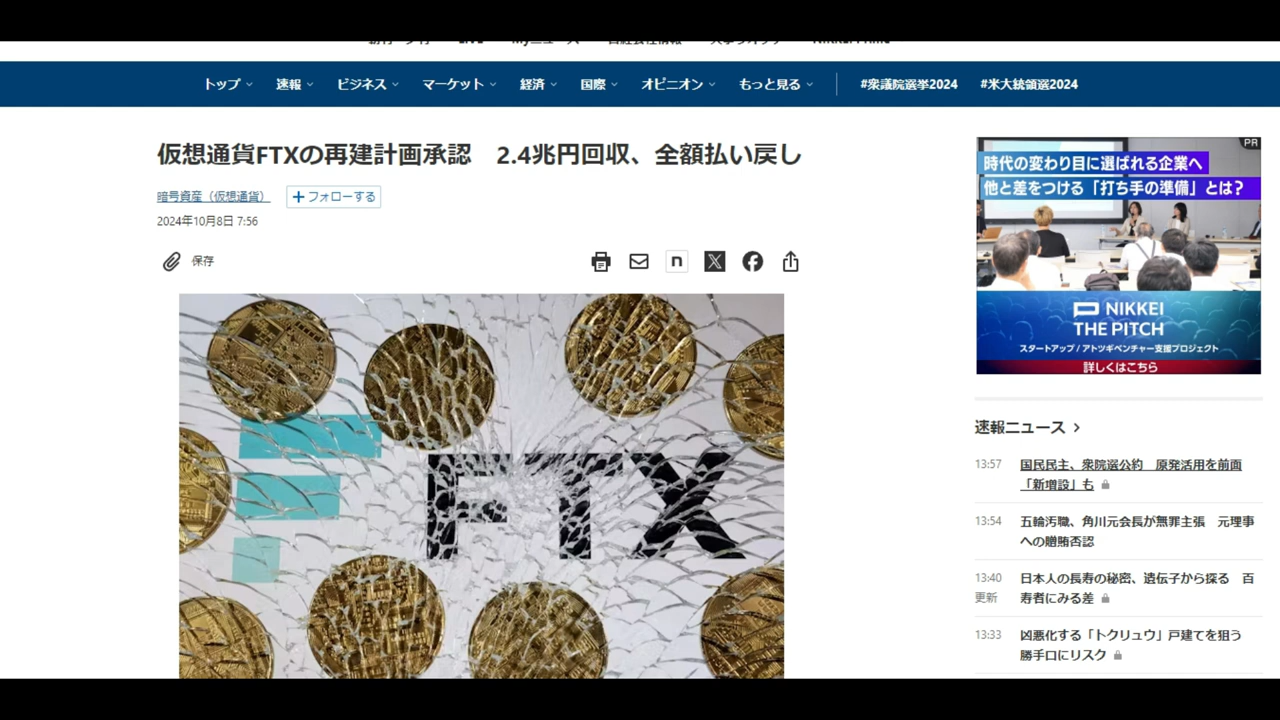 トップ 速報 ビジネス マーケット 経済 国際 オピニオン もっと見る #衆議院選挙2024 #米大統領選2024
仮想通貨FTXの再建計画承認　2.4兆円回収、全額払い戻し
暗号資産（仮想通貨） +フォローする
2024年10月8日 7:56
保存
FTX
PR
時代の変わり目に選ばれる企業へ
他と差をつける「打ち手の準備」とは？
NIKKEI
THE PITCH
スタートアップ / アトツギベンチャー支援プロジェクト
詳しくはこちら
速報ニュース
13:57 国民民主、衆院選公約　原発活用を前面
「新増設」も
13:54 五輪汚職、角川元会長が無罪主張　元理事
への贈賄否認
13:40 日本人の長寿の秘密、遺伝子から探る　百
更新 寿者にみる差
13:33 凶悪化する「トクリュウ」戸建てを狙う
勝手口にリスク